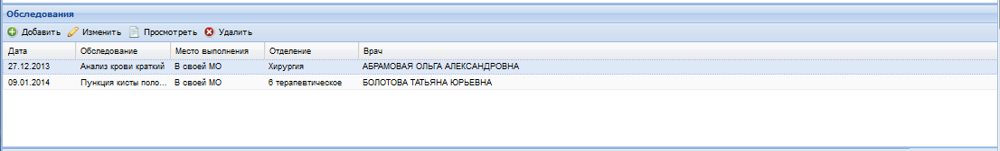 Обследования
Добавить Изменить Просмотреть Удалить
Дата Обследование Место выполнения Отделение Врач
27.12.2013 Анализ крови краткий В своей МО Хирургия АБРАМОВАЯ ОЛЬГА АЛЕКСАНДРОВНА
09.01.2014 Пункция кисты поло... В своей МО 6 терапевтическое БОЛОТОВА ТАТЬЯНА ЮРЬЕВНА